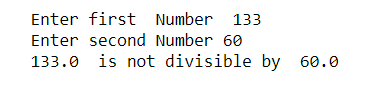 Enter first  Number  133
Enter second Number 60
133.0  is not divisible by  60.0